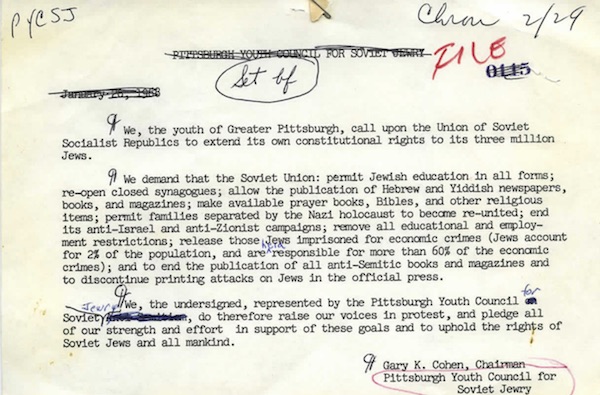 PYCSJ
Chron 2/29
PITTSBURGH YOUTH COUNCIL FOR SOVIET JEWRY
FILE
Set bf
0115
January 26, 1968
¶ We, the youth of Greater Pittsburgh, call upon the Union of Soviet
Socialist Republics to extend its own constitutional rights to its three million
Jews.
¶ We demand that the Soviet Union: permit Jewish education in all forms;
re-open closed synagogues; allow the publication of Hebrew and Yiddish newspapers,
books, and magazines; make available prayer books, Bibles, and other religious
items; permit families separated by the Nazi holocaust to become re-united; end
its anti-Israel and anti-Zionist campaigns; remove all educational and employ-
ment restrictions; release those Jews imprisoned for economic crimes (Jews account
for 2% of the population, and are held responsible for more than 60% of the economic
crimes); and to end the publication of all anti-Semitic books and magazines and
to discontinue printing attacks on Jews in the official press.
¶ We, the undersigned, represented by the Pittsburgh Youth Council for
Soviet Jewry, do therefore raise our voices in protest, and pledge all
of our strength and effort in support of these goals and to uphold the rights of
Soviet Jews and all mankind.
¶ Gary K. Cohen, Chairman
Pittsburgh Youth Council for
Soviet Jewry